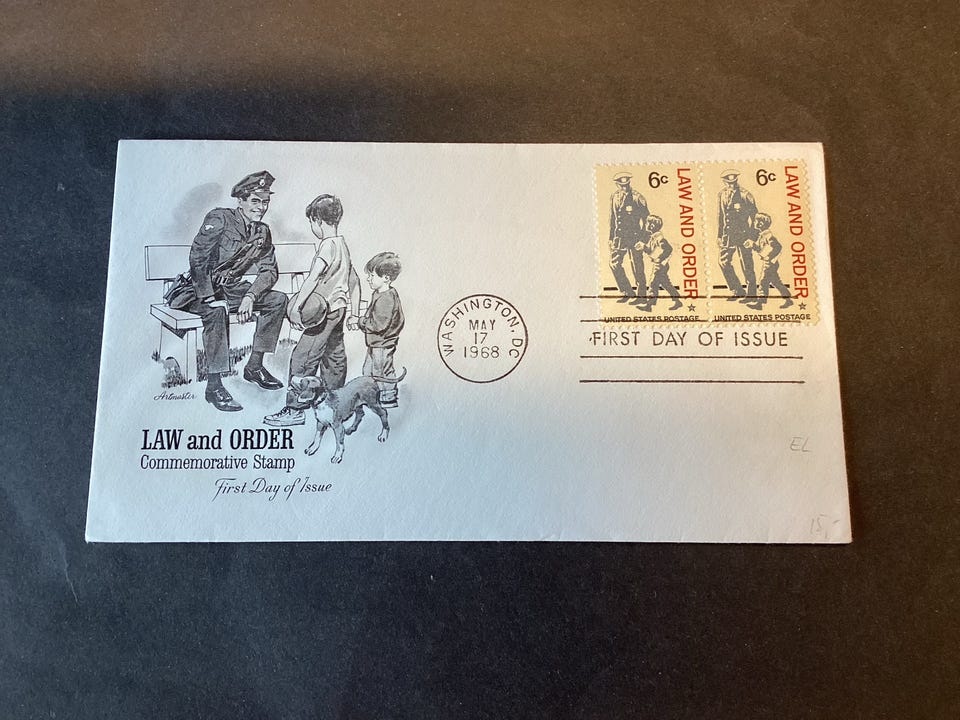 6c
LAW AND ORDER
UNITED STATES POSTAGE
6c
LAW AND ORDER
UNITED STATES POSTAGE
WASHINGTON, DC
MAY
17
1968
FIRST DAY OF ISSUE
Artmaster
LAW and ORDER
Commemorative Stamp
First Day of Issue
EL
15,-